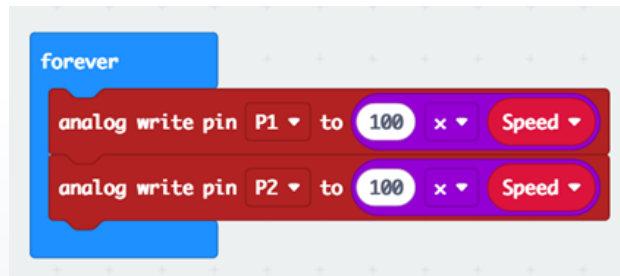 forever
analog write pin P1 to 100 x Speed
analog write pin P2 to 100 x Speed